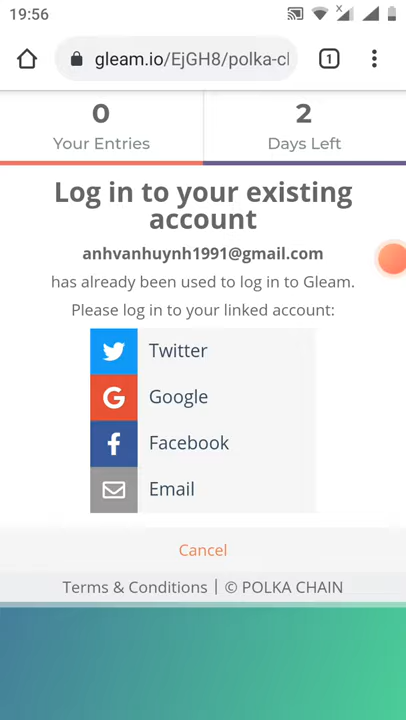 19:56
gleam.io/EjGH8/polka-cl
1
0
Your Entries
2
Days Left
Log in to your existing
account
anhvanhuynh1991@gmail.com
has already been used to log in to Gleam.
Please log in to your linked account:
Twitter
Google
Facebook
Email
Cancel
Terms & Conditions | © POLKA CHAIN